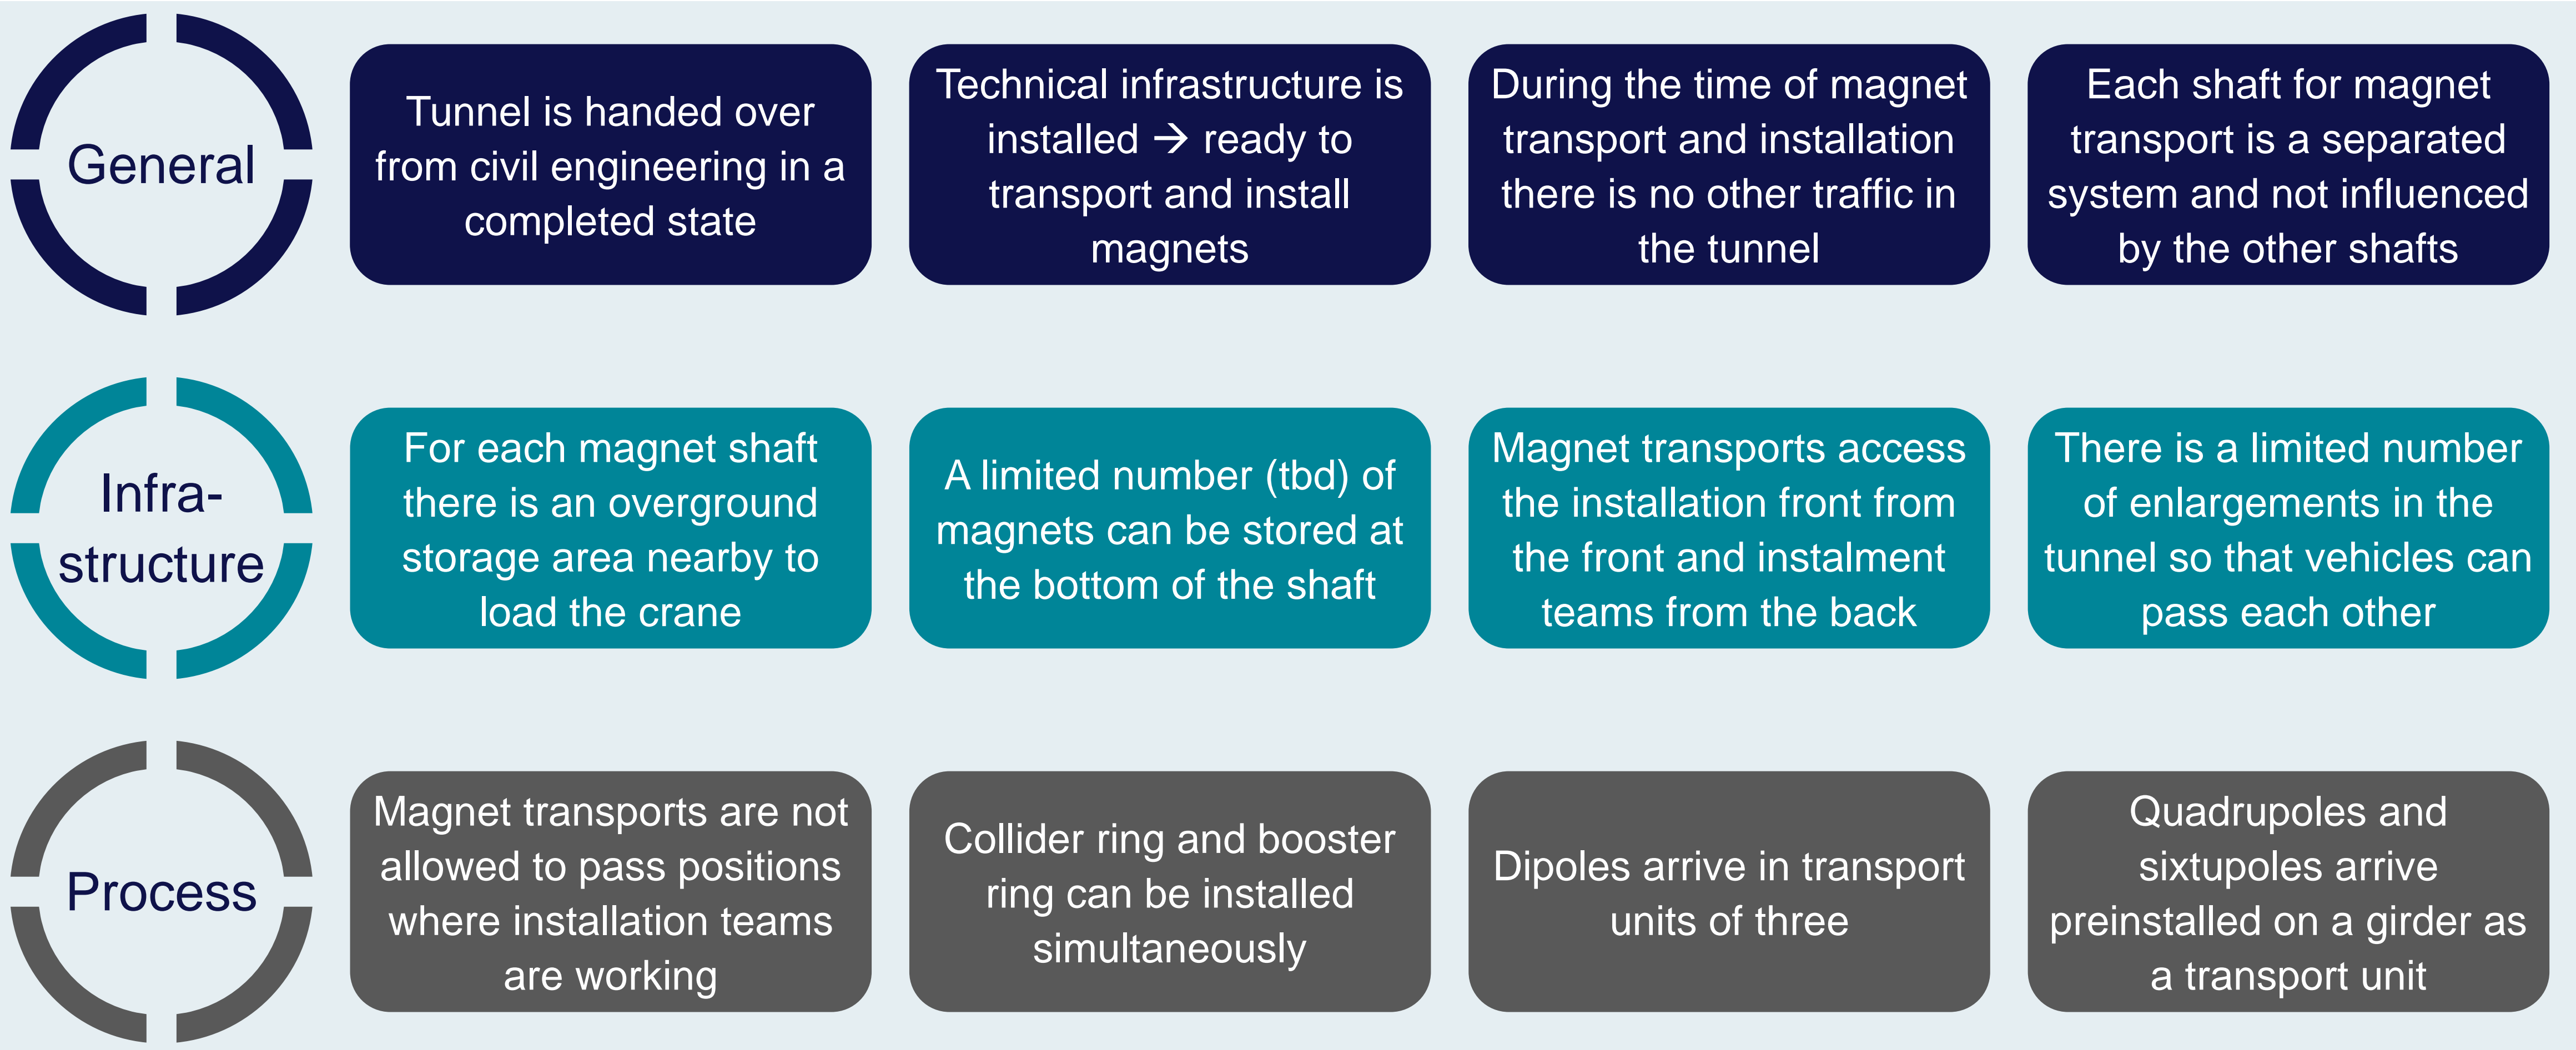 General
Tunnel is handed over
from civil engineering in a
completed state
Technical infrastructure is
installed → ready to
transport and install
magnets
During the time of magnet
transport and installation
there is no other traffic in
the tunnel
Each shaft for magnet
transport is a separated
system and not influenced
by the other shafts
Infra-
structure
For each magnet shaft
there is an overground
storage area nearby to
load the crane
A limited number (tbd) of
magnets can be stored at
the bottom of the shaft
Magnet transports access
the installation front from
the front and instalment
teams from the back
There is a limited number
of enlargements in the
tunnel so that vehicles can
pass each other
Process
Magnet transports are not
allowed to pass positions
where installation teams
are working
Collider ring and booster
ring can be installed
simultaneously
Dipoles arrive in transport
units of three
Quadrupoles and
sixtupoles arrive
preinstalled on a girder as
a transport unit